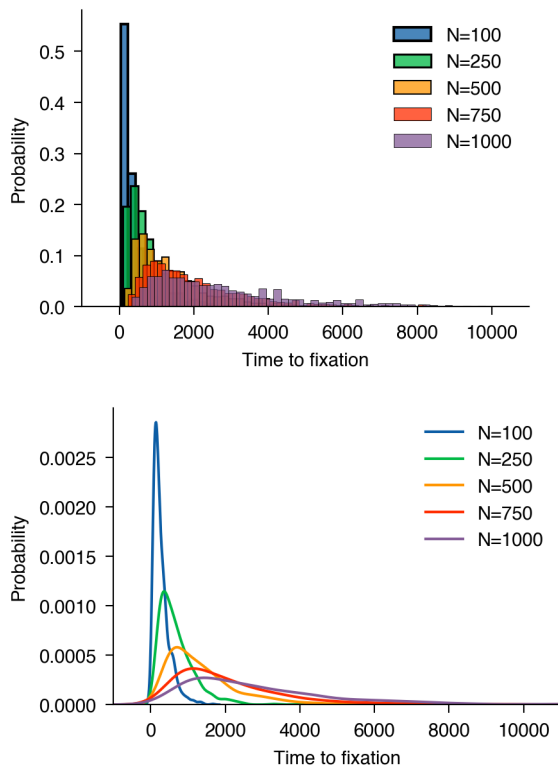 N=100
N=250
N=500
N=750
N=1000
Probability
0.5
0.4
0.3
0.2
0.1
0.0
0 2000 4000 6000 8000 10000
Time to fixation
N=100
N=250
N=500
N=750
N=1000
Probability
0.0025
0.0020
0.0015
0.0010
0.0005
0.0000
0 2000 4000 6000 8000 10000
Time to fixation